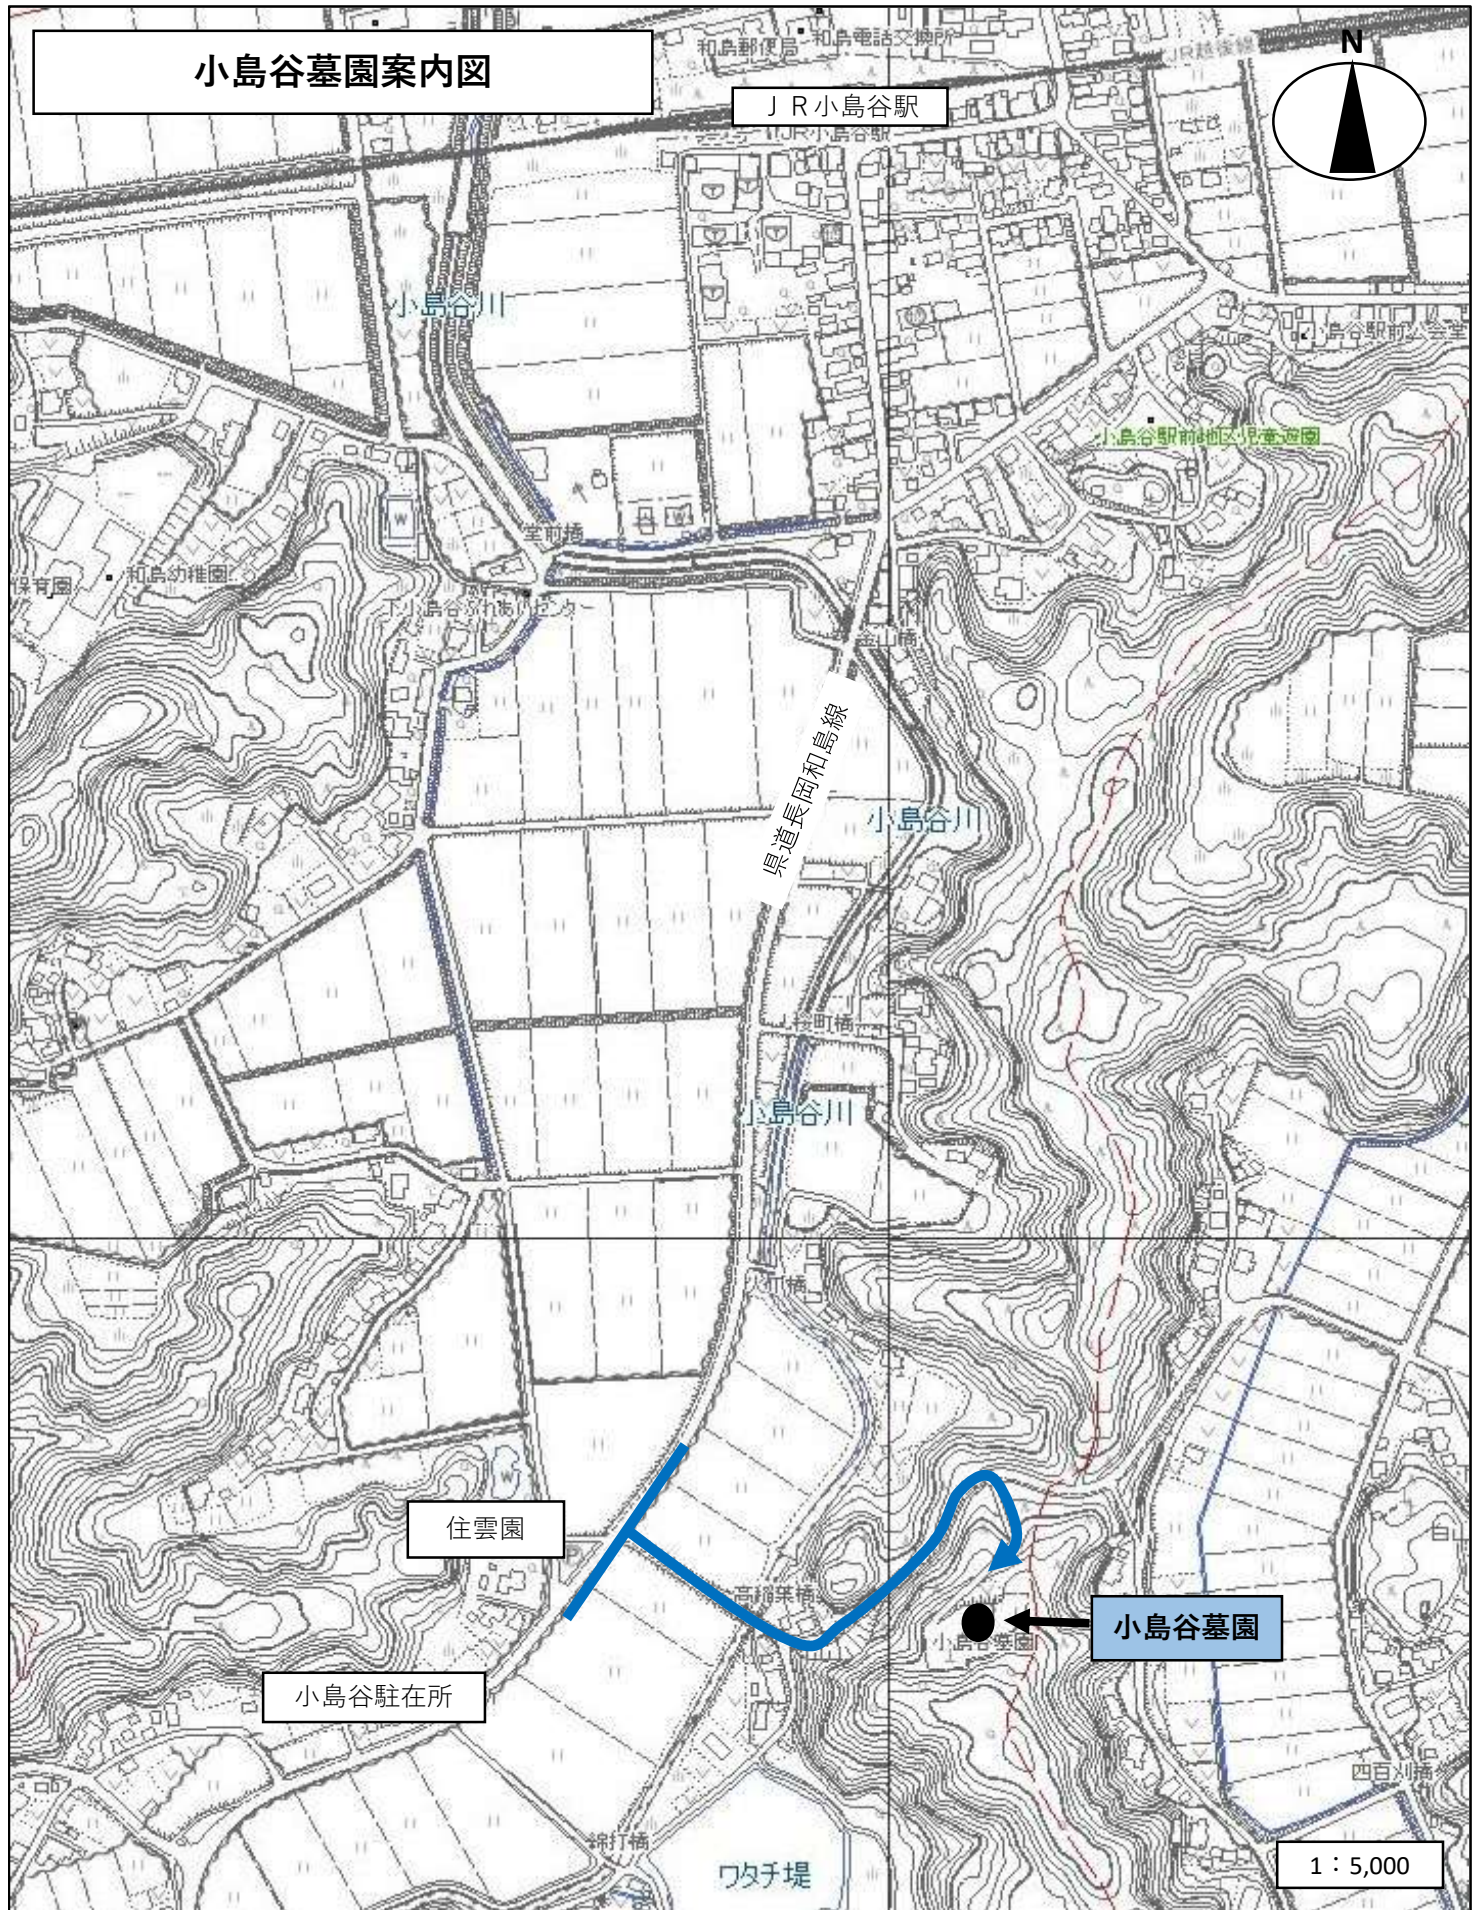 小島谷墓園案内図
和島郵便局
和島電話交換所
JR越後線
N
ＪＲ小島谷駅
JR小島谷駅
小島谷川
小島谷駅前公会堂
小島谷駅前地区児童遊園
W
W
堂前橋
保育園
和島幼稚園
下小島谷ふれあいセンター
金山橋
県道長岡和島線
小島谷川
桜町橋
小島谷川
W
住雲園
高稲葉橋
小島谷墓園
小島谷墓園
小島谷駐在所
四百刈橋
錦打橋
ワタチ堤
1：5,000